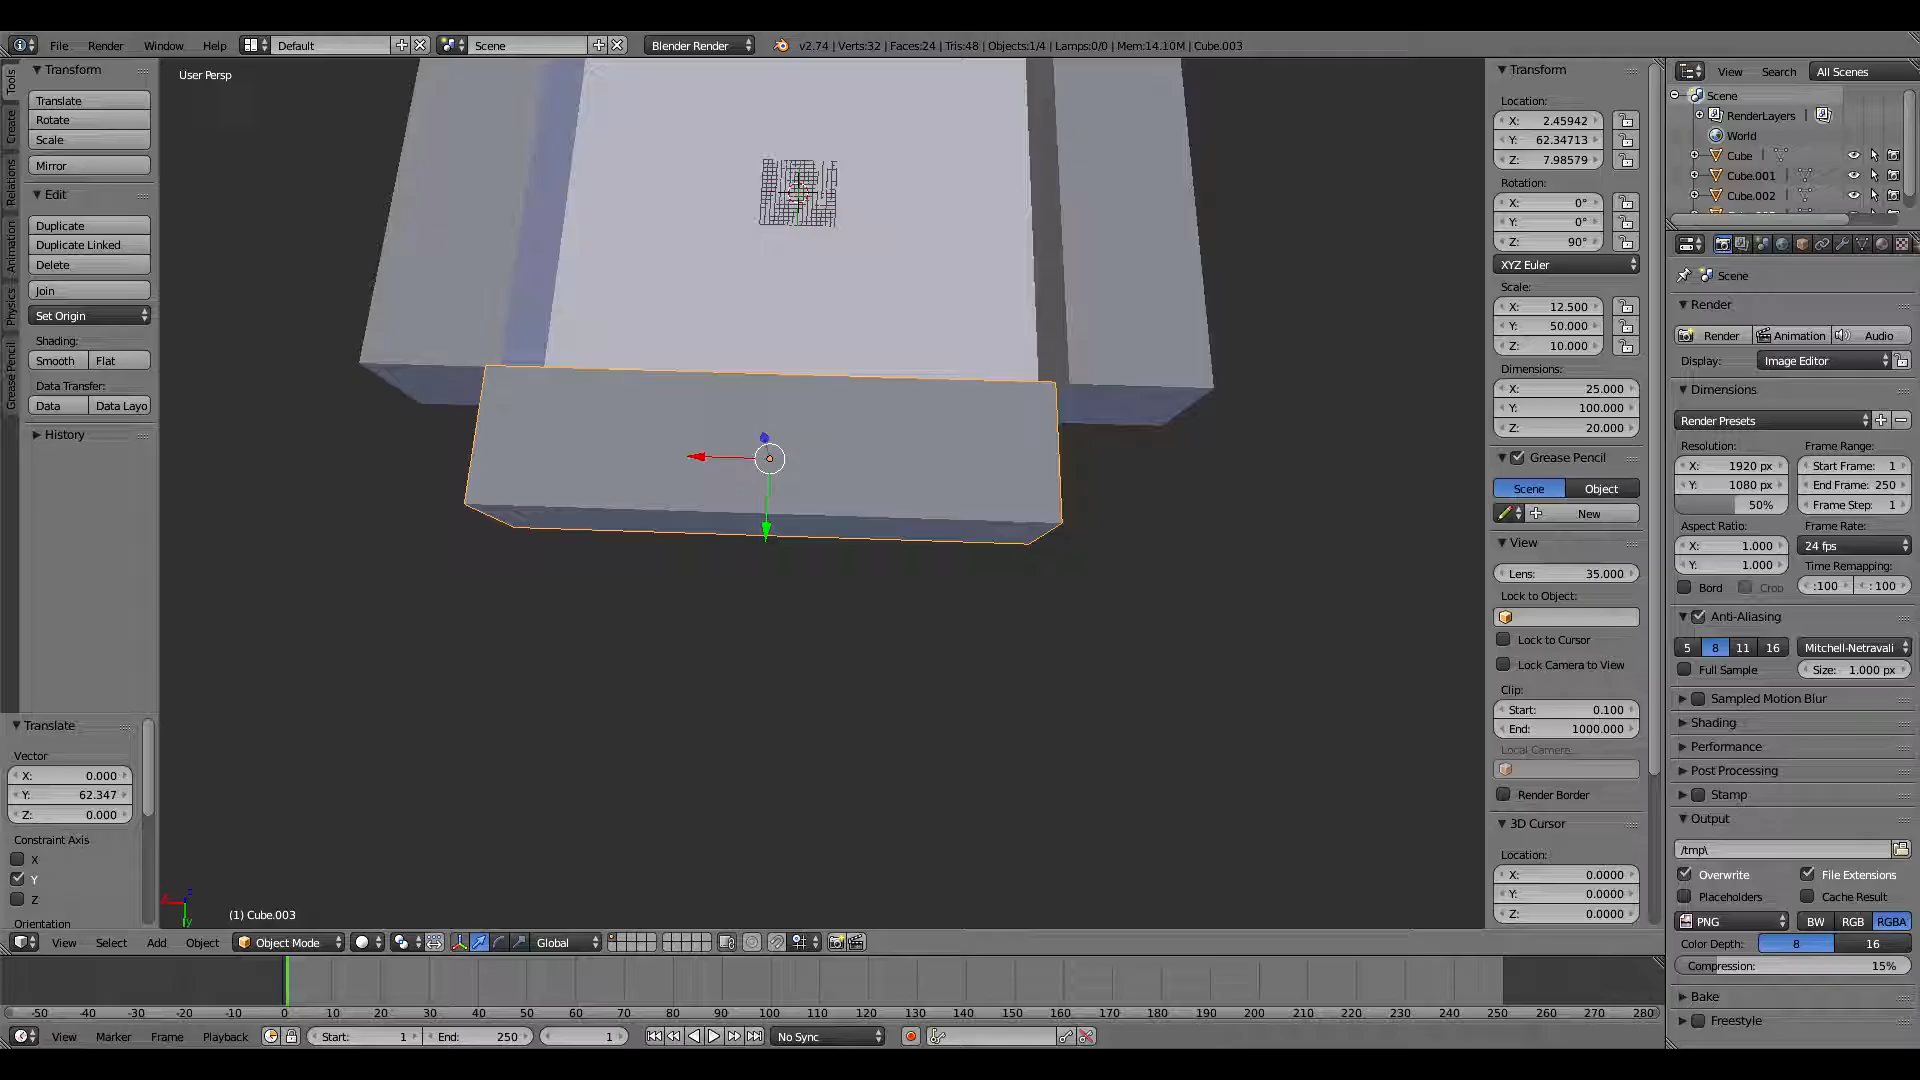 File Render Window Help Default Scene Blender Render v2.74 | Verts:32 | Faces:24 | Tris:48 | Objects:1/4 | Lamps:0/0 | Mem:14.10M | Cube.003
Tools
Create
Relations
Animation
Physics
Grease Pencil
Transform
Translate
Rotate
Scale
Mirror
Edit
Duplicate
Duplicate Linked
Delete
Join
Set Origin
Shading:
Smooth Flat
Data Transfer:
Data Data Layo
History
Translate
Vector
X: 0.000
Y: 62.347
Z: 0.000
Constraint Axis
X
Y
Z
Orientation
User Persp
(1) Cube.003
Transform
Location:
X: 2.45942
Y: 62.34713
Z: 7.98579
Rotation:
X: 0°
Y: 0°
Z: 90°
XYZ Euler
Scale:
X: 12.500
Y: 50.000
Z: 10.000
Dimensions:
X: 25.000
Y: 100.000
Z: 20.000
Grease Pencil
Scene Object
New
View
Lens: 35.000
Lock to Object:
Lock to Cursor
Lock Camera to View
Clip:
Start: 0.100
End: 1000.000
Local Camera:
Render Border
3D Cursor
Location:
X: 0.0000
Y: 0.0000
Z: 0.0000
View Search All Scenes
Scene
RenderLayers
World
Cube
Cube.001
Cube.002
Scene
Render
Render Animation Audio
Display: Image Editor
Dimensions
Render Presets
Resolution: Frame Range:
X: 1920 px Start Frame: 1
Y: 1080 px End Frame: 250
50% Frame Step: 1
Aspect Ratio: Frame Rate:
X: 1.000 24 fps
Y: 1.000 Time Remapping:
Bord Crop :100 : 100
Anti-Aliasing
5 8 11 16 Mitchell-Netravali
Full Sample Size: 1.000 px
Sampled Motion Blur
Shading
Performance
Post Processing
Stamp
Output
/tmp\
Overwrite File Extensions
Placeholders Cache Result
PNG BW RGB RGBA
Color Depth: 8 16
Compression: 15%
Bake
Freestyle
View Select Add Object Object Mode Global
-50 -40 -30 -20 -10 0 10 20 30 40 50 60 70 80 90 100 110 120 130 140 150 160 170 180 190 200 210 220 230 240 250 260 270 280
View Marker Frame Playback Start: 1 End: 250 1 No Sync